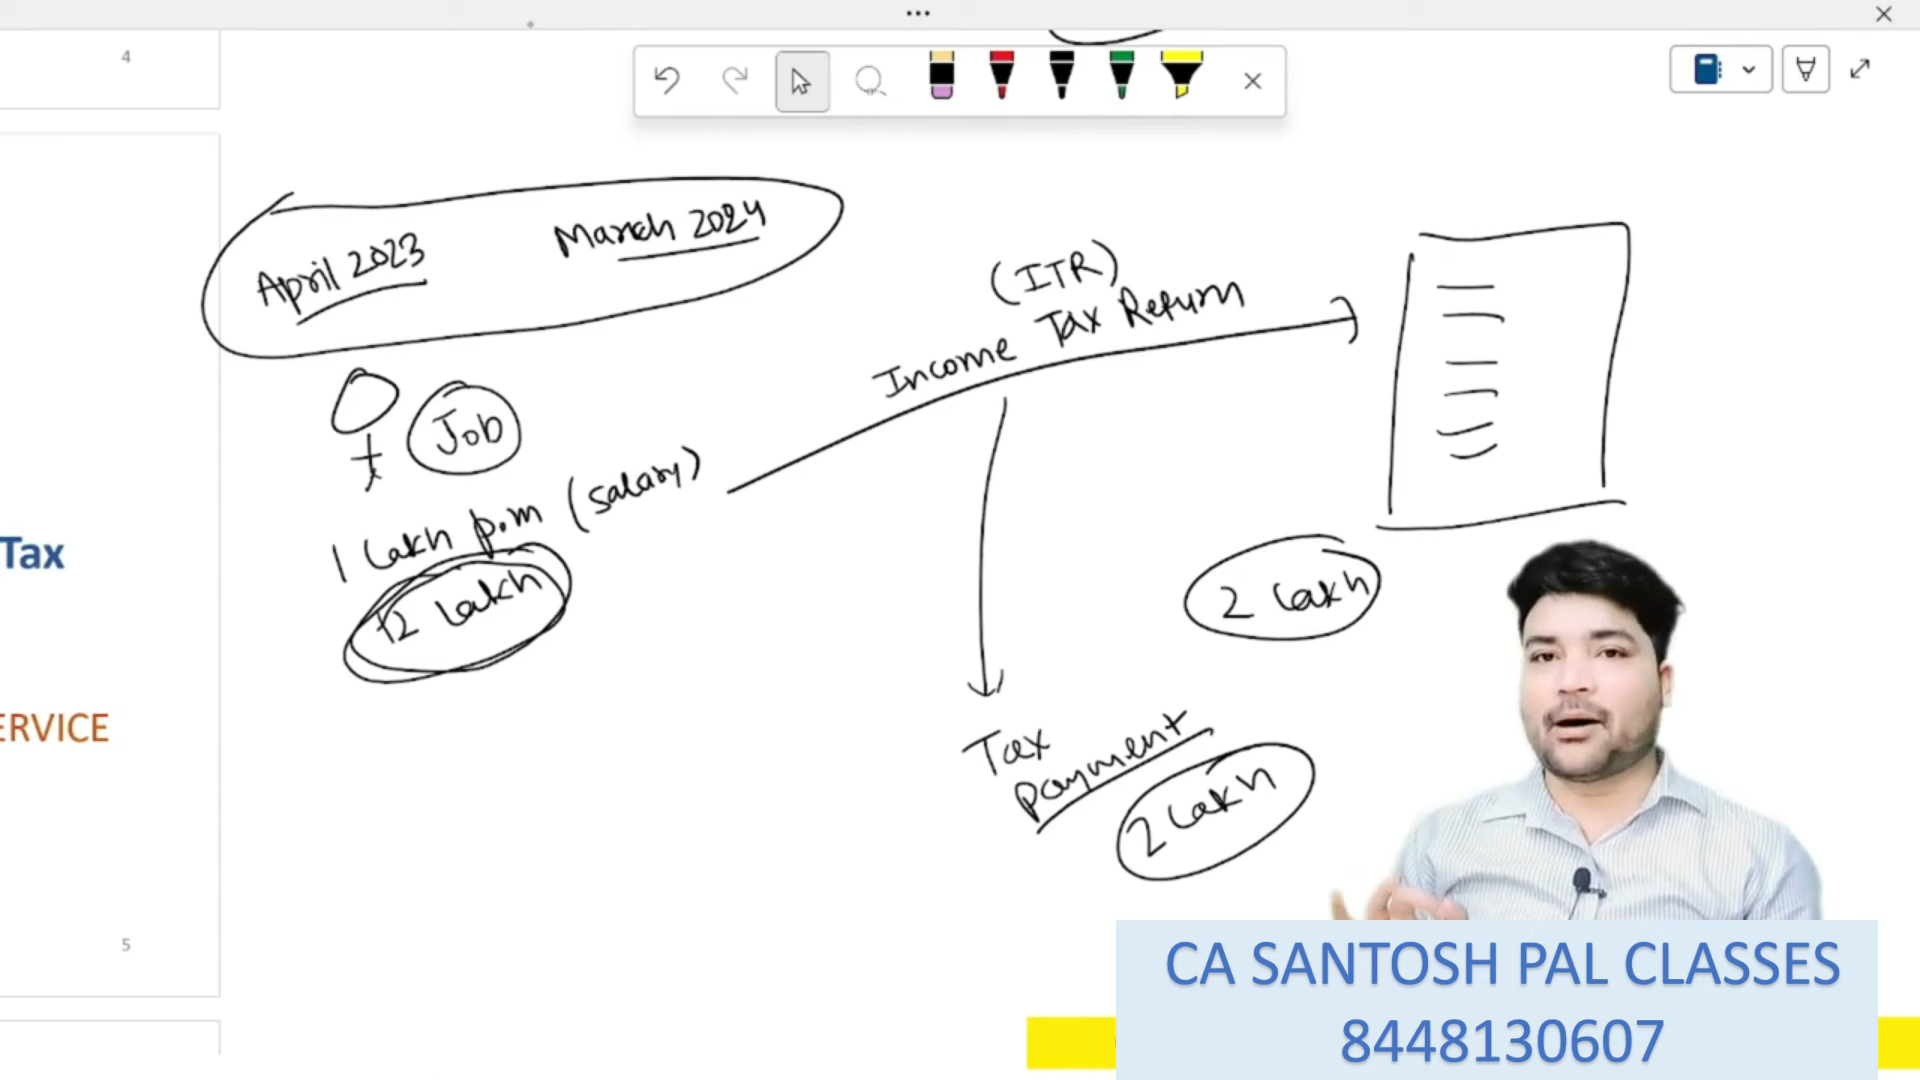 4
April 2023
March 2024
(ITR)
Income Tax Return
Job
1 Lakh p.m (salary)
12 Lakh
2 Lakh
Tax
ERVICE
Tax
Payment
2 Lakh
5
CA SANTOSH PAL CLASSES
8448130607